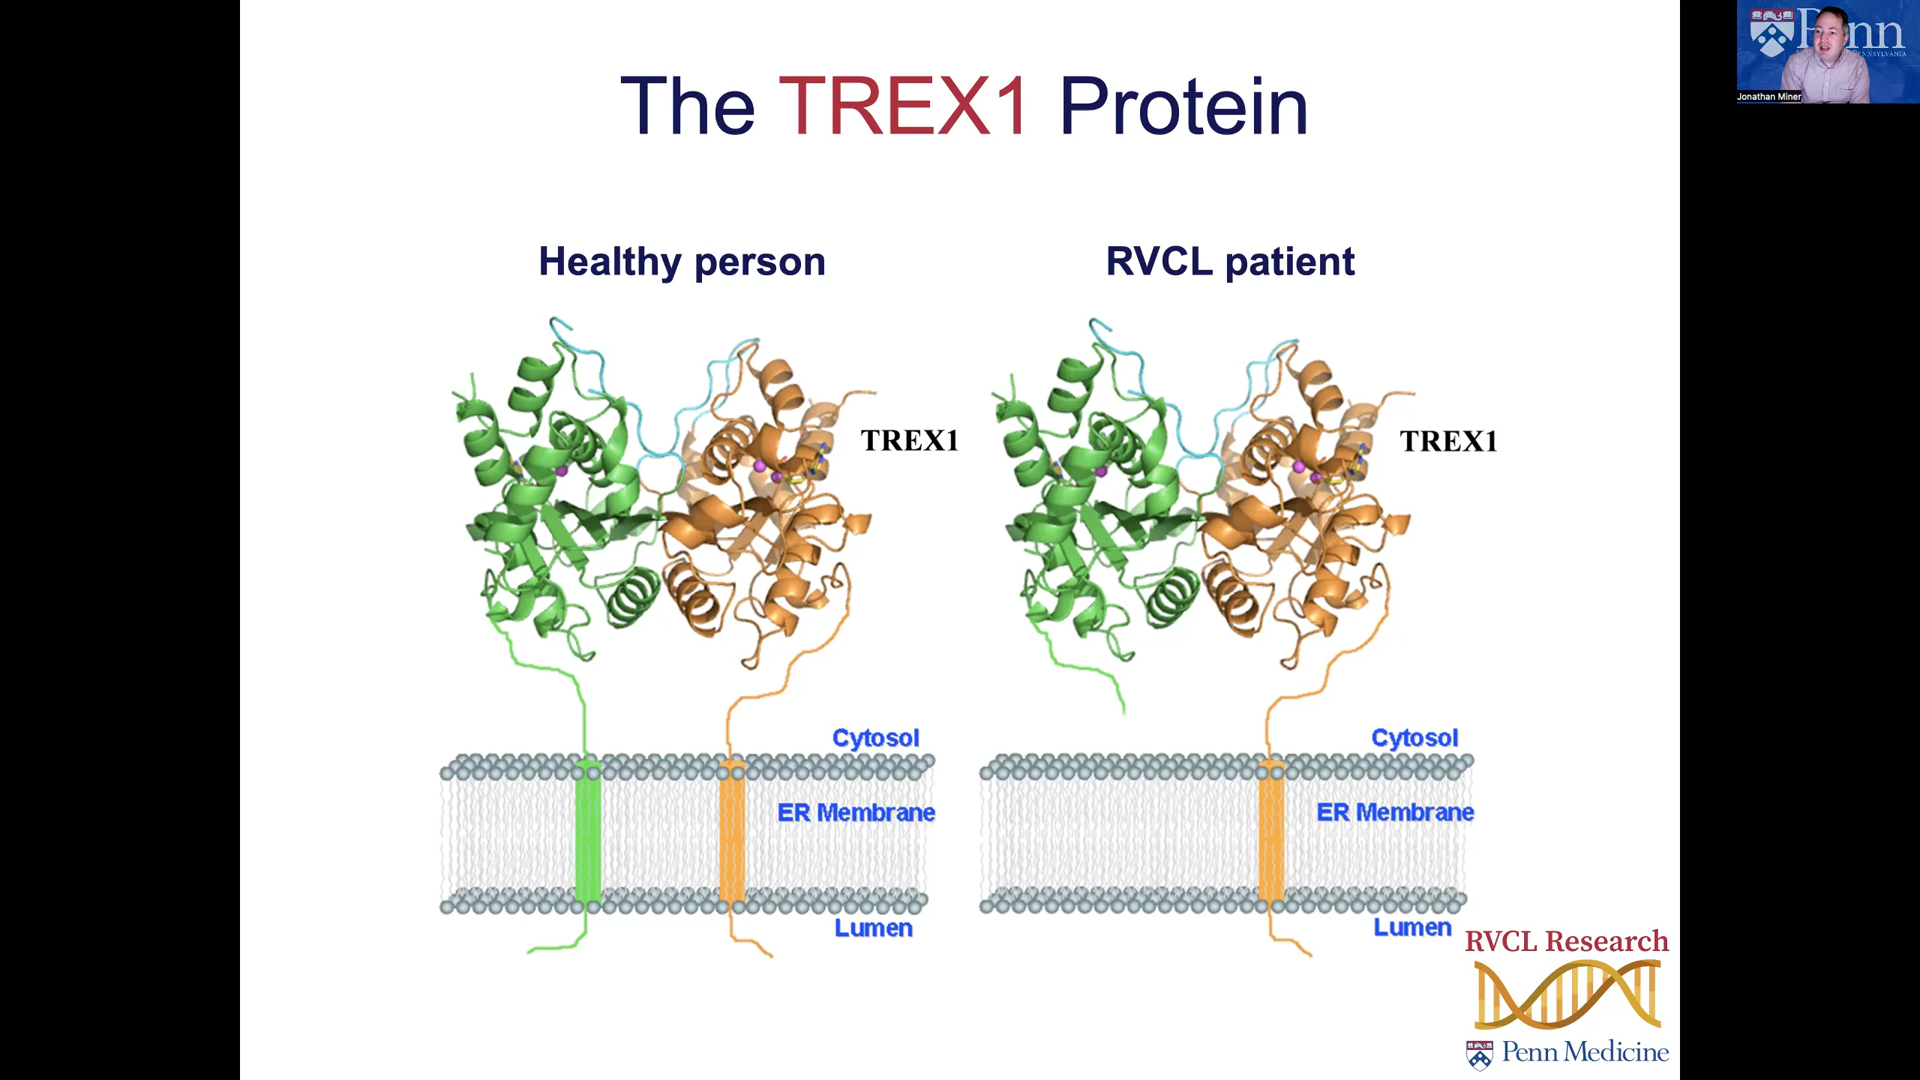 The TREX1 Protein
Penn
Jonathan Miner
Healthy person
RVCL patient
TREX1
TREX1
Cytosol
Cytosol
ER Membrane
ER Membrane
Lumen
Lumen
RVCL Research
Penn Medicine